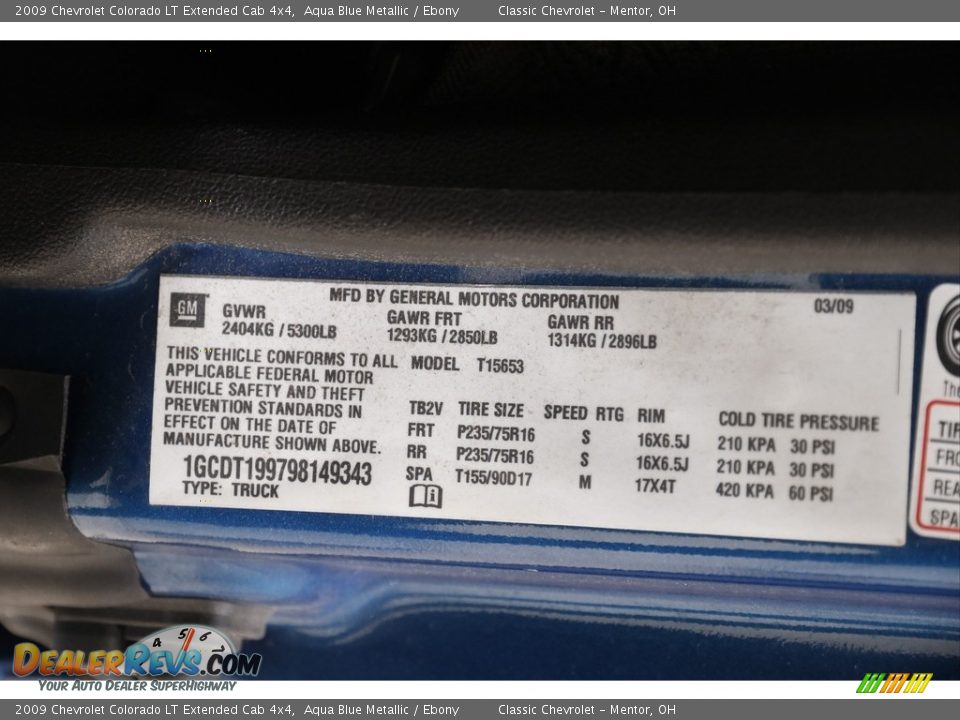 2009 Chevrolet Colorado LT Extended Cab 4x4, Aqua Blue Metallic / Ebony Classic Chevrolet – Mentor, OH
MFD BY GENERAL MOTORS CORPORATION 03/09
GM GVWR GAWR FRT GAWR RR
2404KG / 5300LB 1293KG / 2850LB 1314KG / 2896LB
THIS VEHICLE CONFORMS TO ALL MODEL T15653
APPLICABLE FEDERAL MOTOR
VEHICLE SAFETY AND THEFT
PREVENTION STANDARDS IN
EFFECT ON THE DATE OF
MANUFACTURE SHOWN ABOVE.
1GCDT199798149343
TYPE: TRUCK
TB2V TIRE SIZE SPEED RTG RIM COLD TIRE PRESSURE
FRT P235/75R16 S 16X6.5J 210 KPA 30 PSI
RR P235/75R16 S 16X6.5J 210 KPA 30 PSI
SPA T155/90D17 M 17X4T 420 KPA 60 PSI
4 5 6
DEALERREVS.COM
YOUR AUTO DEALER SUPERHIGHWAY
2009 Chevrolet Colorado LT Extended Cab 4x4, Aqua Blue Metallic / Ebony Classic Chevrolet – Mentor, OH